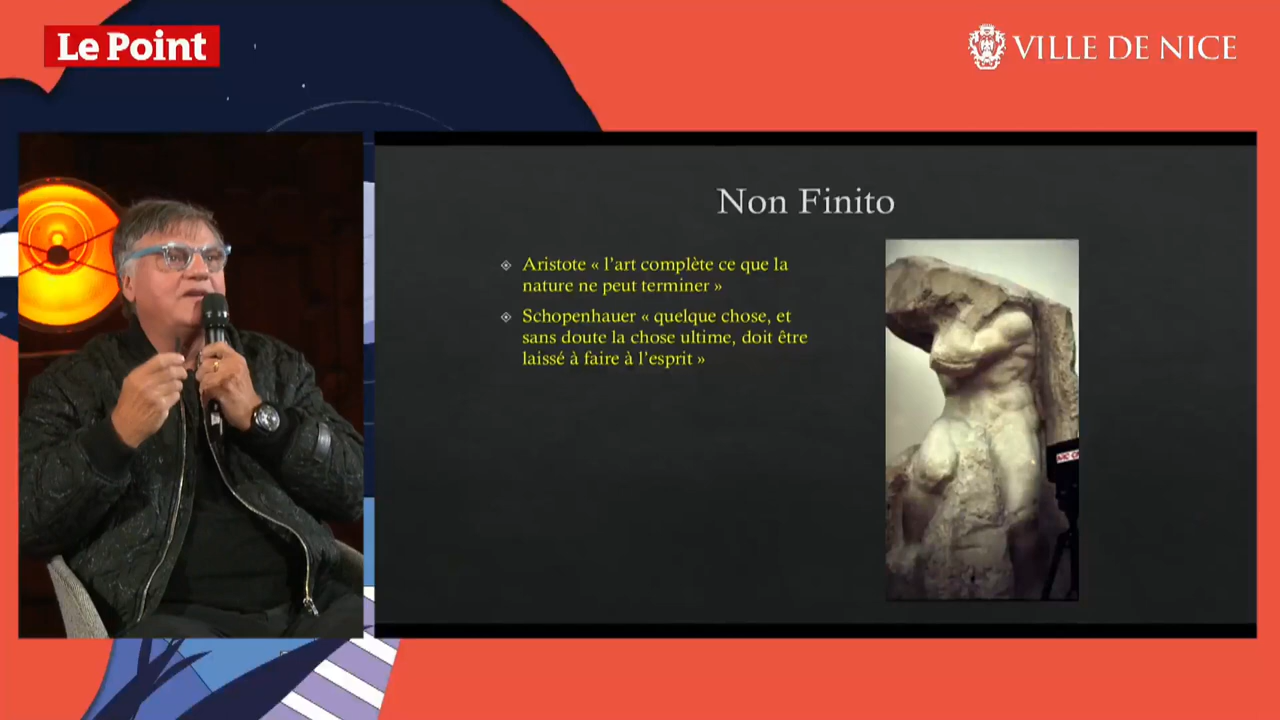 Le Point
VILLE DE NICE
Non Finito
Aristote « l'art complète ce que la
nature ne peut terminer »
Schopenhauer « quelque chose, et
sans doute la chose ultime, doit être
laissé à faire à l'esprit »